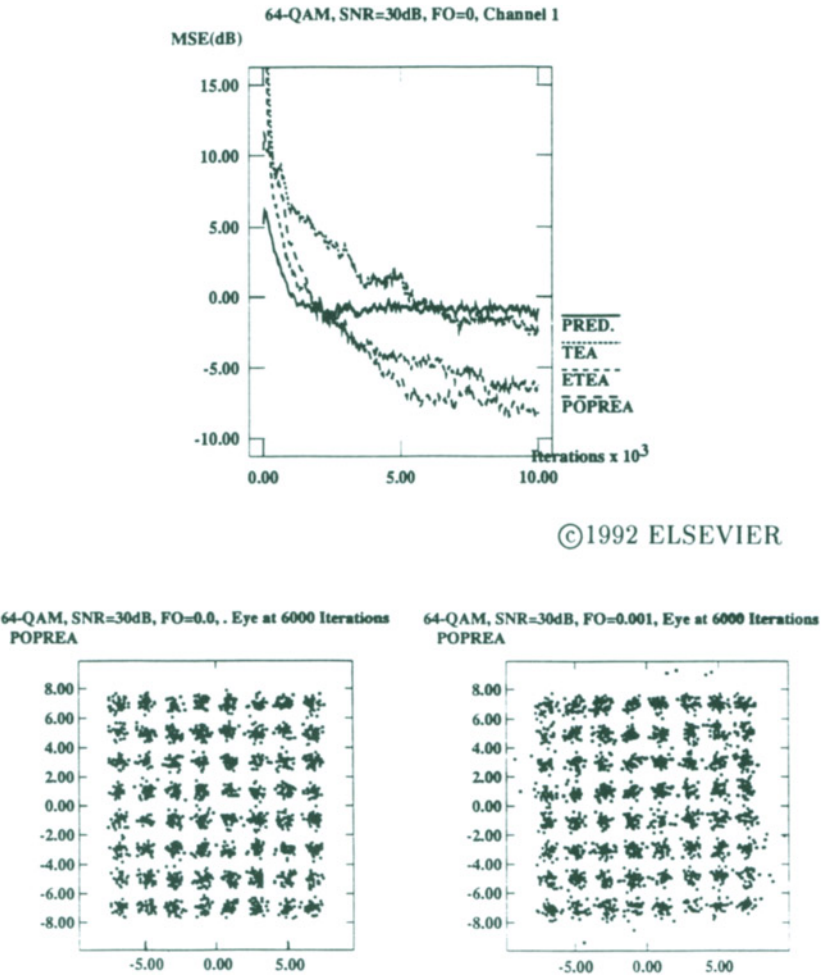 64-QAM, SNR=30dB, FO=0, Channel 1
MSE(dB)
15.00
10.00
5.00
0.00
-5.00
-10.00
PRED.
TEA
ETEA
POPREA
Iterations x 10³
0.00 5.00 10.00
©1992 ELSEVIER
64-QAM, SNR=30dB, FO=0.0, . Eye at 6000 Iterations
POPREA
8.00
6.00
4.00
2.00
0.00
-2.00
-4.00
-6.00
-8.00
-5.00 0.00 5.00
64-QAM, SNR=30dB, FO=0.001, Eye at 6000 Iterations
POPREA
8.00
6.00
4.00
2.00
0.00
-2.00
-4.00
-6.00
-8.00
-5.00 0.00 5.00